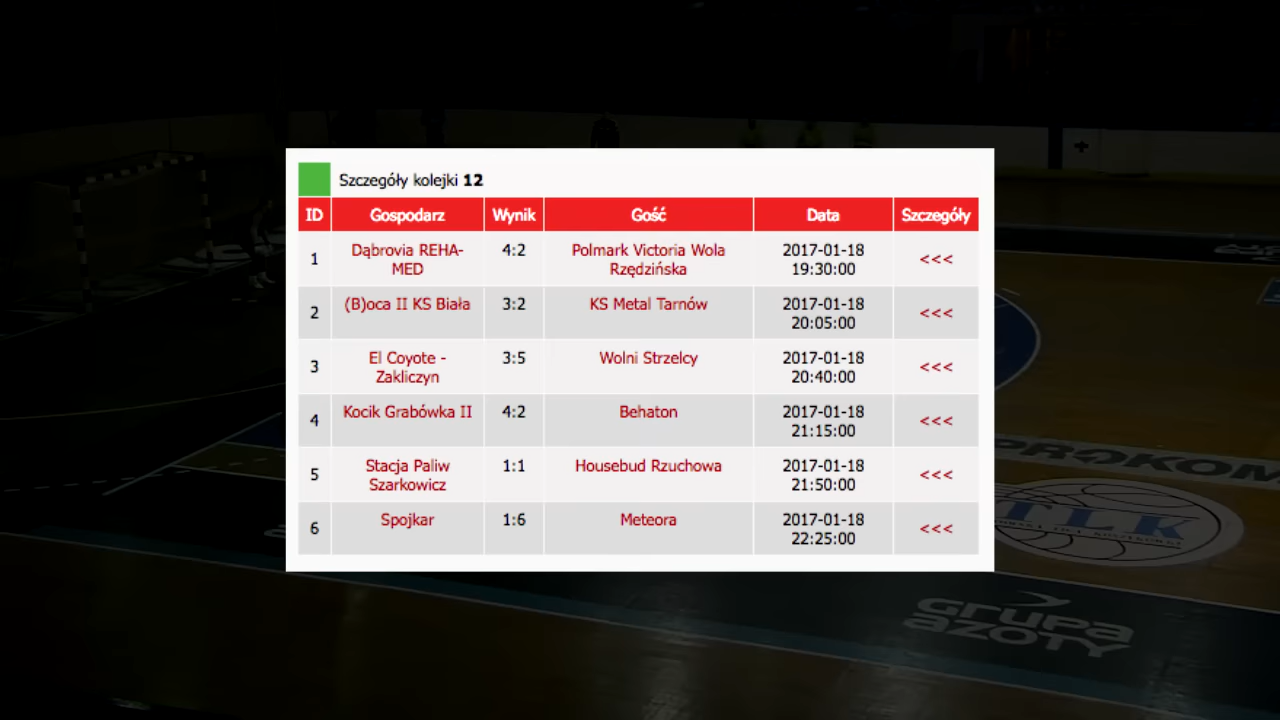 Szczegóły kolejki 12
ID Gospodarz Wynik Gość Data Szczegóły
1 Dąbrovia REHA-MED 4:2 Polmark Victoria Wola Rzędzińska 2017-01-18 19:30:00 <<<
2 (B)oca II KS Biała 3:2 KS Metal Tarnów 2017-01-18 20:05:00 <<<
3 El Coyote - Zakliczyn 3:5 Wolni Strzelcy 2017-01-18 20:40:00 <<<
4 Kocik Grabówka II 4:2 Behaton 2017-01-18 21:15:00 <<<
5 Stacja Paliw Szarkowicz 1:1 Housebud Rzuchowa 2017-01-18 21:50:00 <<<
6 Spojkar 1:6 Meteora 2017-01-18 22:25:00 <<<
PROKOM
TLK
GRUPA
AZOTY